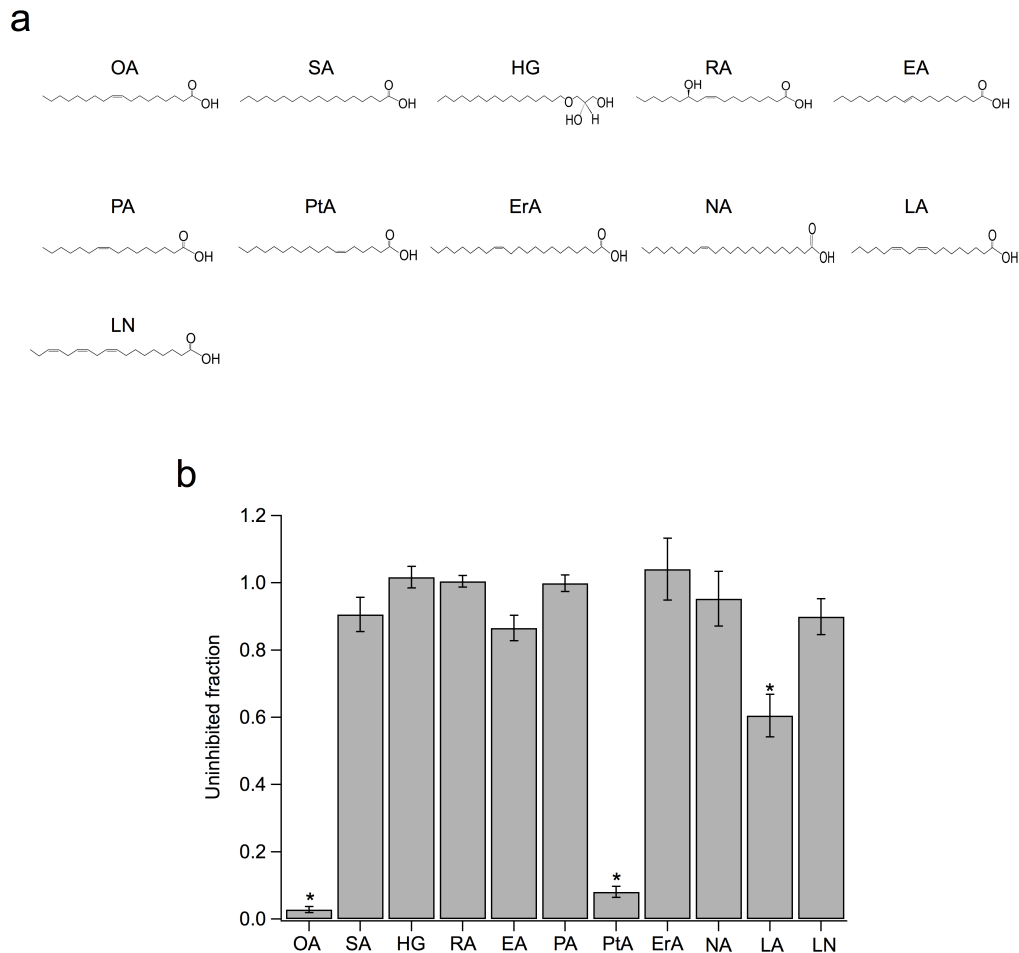 a
OA SA HG RA EA
O OH O OH O OH HO H OH O OH O OH
PA PtA ErA NA LA
O OH O OH O OH O OH O OH
LN
O OH
b
1.2
1.0
0.8
0.6
0.4
0.2
0.0
Uninhibited fraction
* * *
OA SA HG RA EA PA PtA ErA NA LA LN